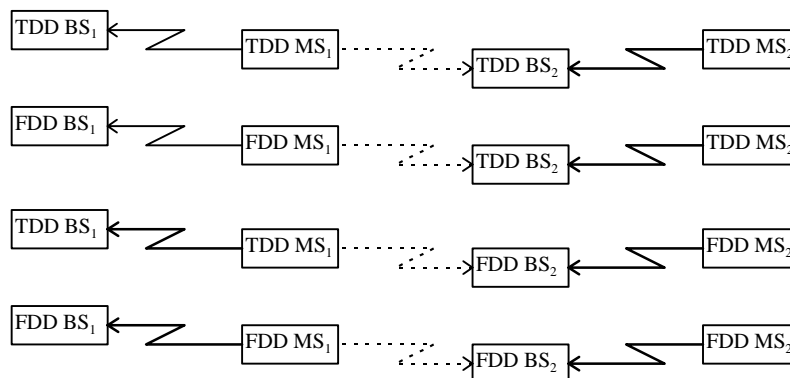 TDD BS₁ TDD MS₁ TDD BS₂ TDD MS₂
FDD BS₁ FDD MS₁ TDD BS₂ TDD MS₂
TDD BS₁ TDD MS₁ FDD BS₂ FDD MS₂
FDD BS₁ FDD MS₁ FDD BS₂ FDD MS₂